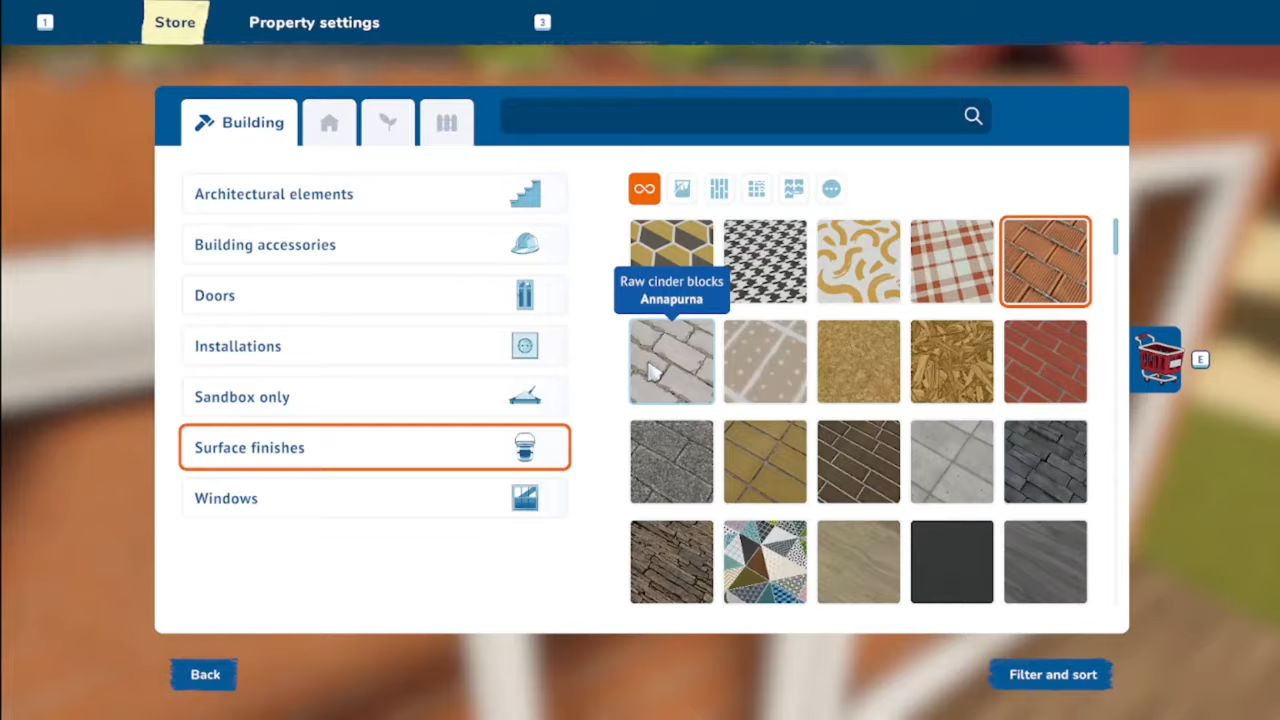 1
Store
Property settings
3
Building
Architectural elements
Building accessories
Doors
Installations
Sandbox only
Surface finishes
Windows
Raw cinder blocks
Annapurna
E
Back
Filter and sort